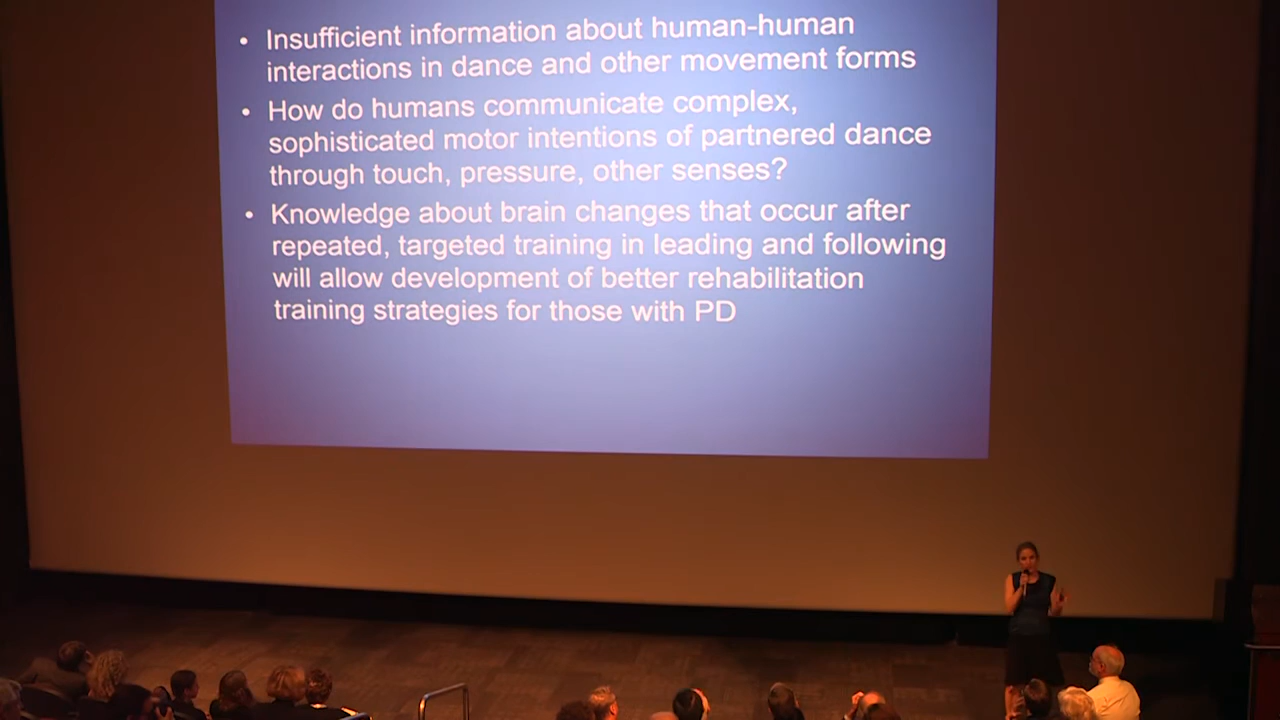 • Insufficient information about human-human
interactions in dance and other movement forms
• How do humans communicate complex,
sophisticated motor intentions of partnered dance
through touch, pressure, other senses?
• Knowledge about brain changes that occur after
repeated, targeted training in leading and following
will allow development of better rehabilitation
training strategies for those with PD